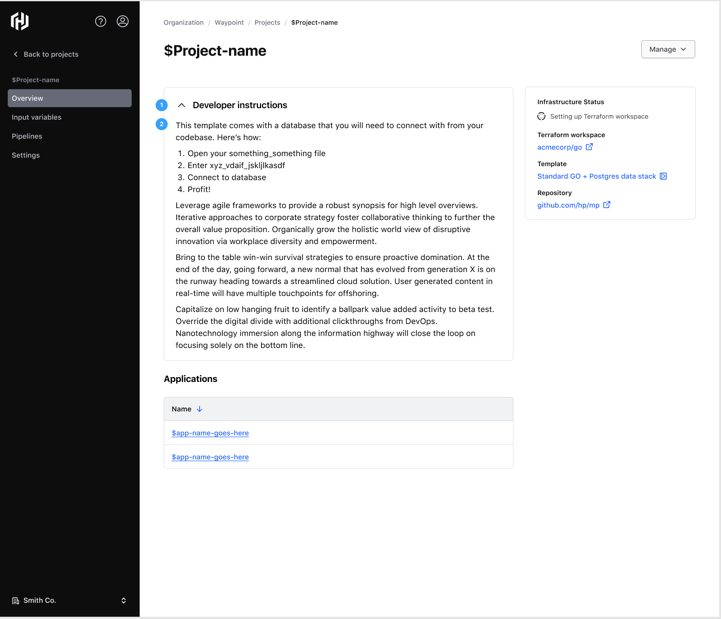 Organization / Waypoint / Projects / $Project-name
Back to projects
$Project-name
Overview
Input variables
Pipelines
Settings
Smith Co.
$Project-name
Manage
1
Developer instructions
2
This template comes with a database that you will need to connect with from your
codebase. Here's how:
1. Open your something_something file
2. Enter xyz_vdaif_jskljlkasdf
3. Connect to database
4. Profit!
Leverage agile frameworks to provide a robust synopsis for high level overviews.
Iterative approaches to corporate strategy foster collaborative thinking to further the
overall value proposition. Organically grow the holistic world view of disruptive
innovation via workplace diversity and empowerment.
Bring to the table win-win survival strategies to ensure proactive domination. At the
end of the day, going forward, a new normal that has evolved from generation X is on
the runway heading towards a streamlined cloud solution. User generated content in
real-time will have multiple touchpoints for offshoring.
Capitalize on low hanging fruit to identify a ballpark value added activity to beta test.
Override the digital divide with additional clickthroughs from DevOps.
Nanotechnology immersion along the information highway will close the loop on
focusing solely on the bottom line.
Applications
Name
$app-name-goes-here
$app-name-goes-here
Infrastructure Status
Setting up Terraform workspace
Terraform workspace
acmecorp/go
Template
Standard GO + Postgres data stack
Repository
github.com/hp/mp